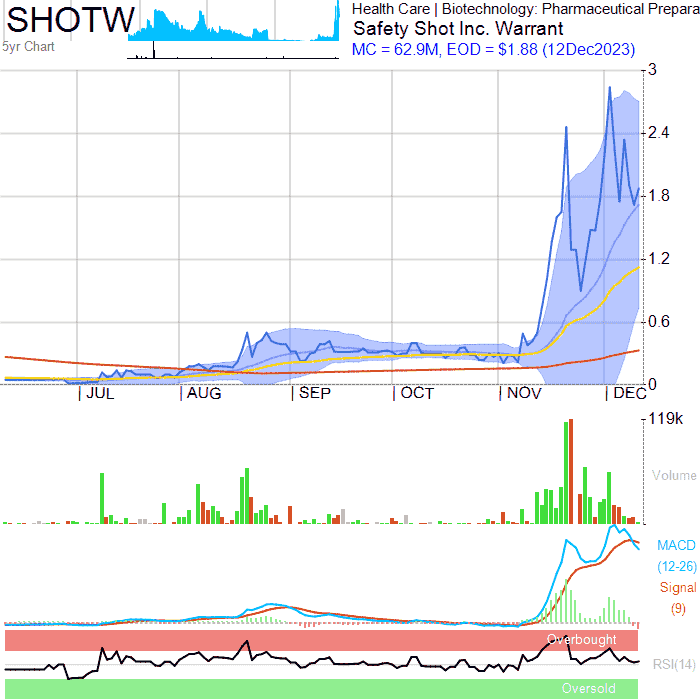 SHOTW
5yr Chart
Health Care | Biotechnology: Pharmaceutical Prepara
Safety Shot Inc. Warrant
MC = 62.9M, EOD = $1.88 (12Dec2023)
3
2.4
1.8
1.2
0.6
0
JUL AUG SEP OCT NOV DEC
119k
Volume
MACD
(12-26)
Signal
(9)
Overbought
RSI(14)
Oversold